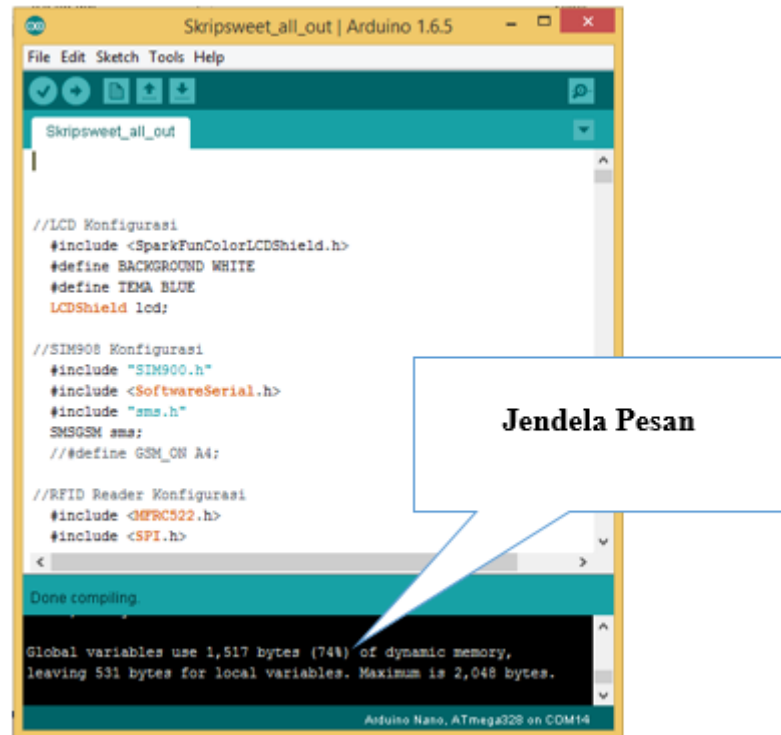 Skripsweet_all_out | Arduino 1.6.5
File Edit Sketch Tools Help
Skripsweet_all_out
//LCD Konfigurasi
#include <SparkFunColorLCDShield.h>
#define BACKGROUND WHITE
#define TEMA BLUE
LCDShield lcd;
//SIM908 Konfigurasi
#include "SIM900.h"
#include <SoftwareSerial.h>
#include "sms.h"
SMSGSM sms;
//#define GSM_ON A4;
//RFID Reader Konfigurasi
#include <MFRC522.h>
#include <SPI.h>
Jendela Pesan
Done compiling.
Global variables use 1,517 bytes (74%) of dynamic memory,
leaving 531 bytes for local variables. Maximum is 2,048 bytes.
Arduino Nano, ATmega328 on COM14